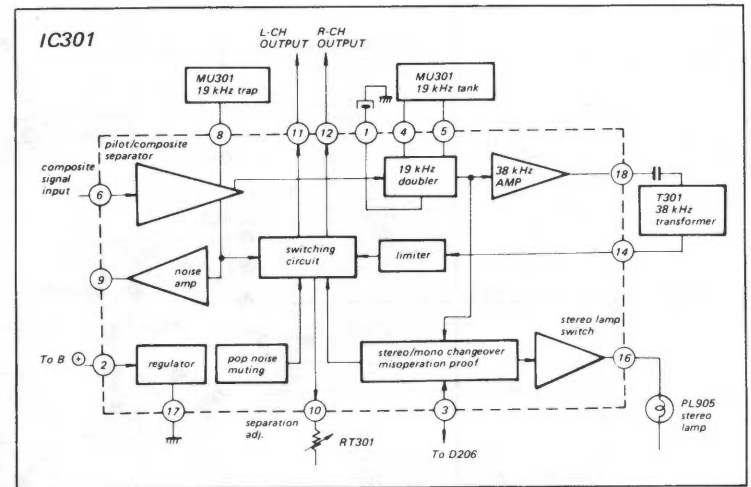 IC301
L-CH
OUTPUT
R-CH
OUTPUT
MU301
19 kHz trap
MU301
19 kHz tank
8
11
12
1
4
5
pilot/composite
separator
composite
signal
input
6
19 kHz
doubler
38 kHz
AMP
18
T301
38 kHz
transformer
switching
circuit
limiter
14
9
noise
amp
stereo lamp
switch
To B +
2
regulator
pop noise
muting
stereo/mono changeover
misoperation proof
16
17
separation
adj.
10
3
RT301
To D206
PL905
stereo
lamp